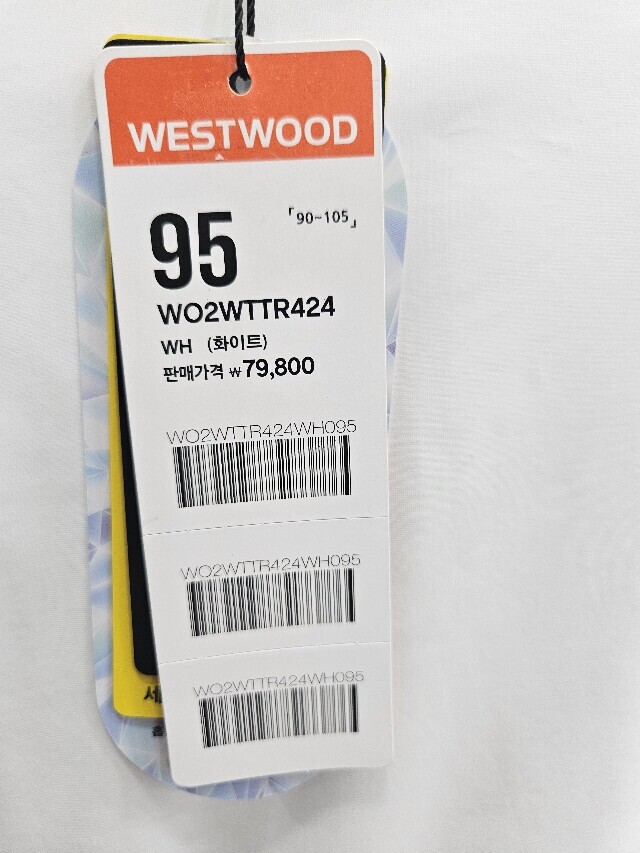 WESTWOOD
「90~105」
95
WO2WTTR424
WH (화이트)
판매가격 ₩79,800
WO2WTTR424WH095
WO2WTTR424WH095
WO2WTTR424WH095